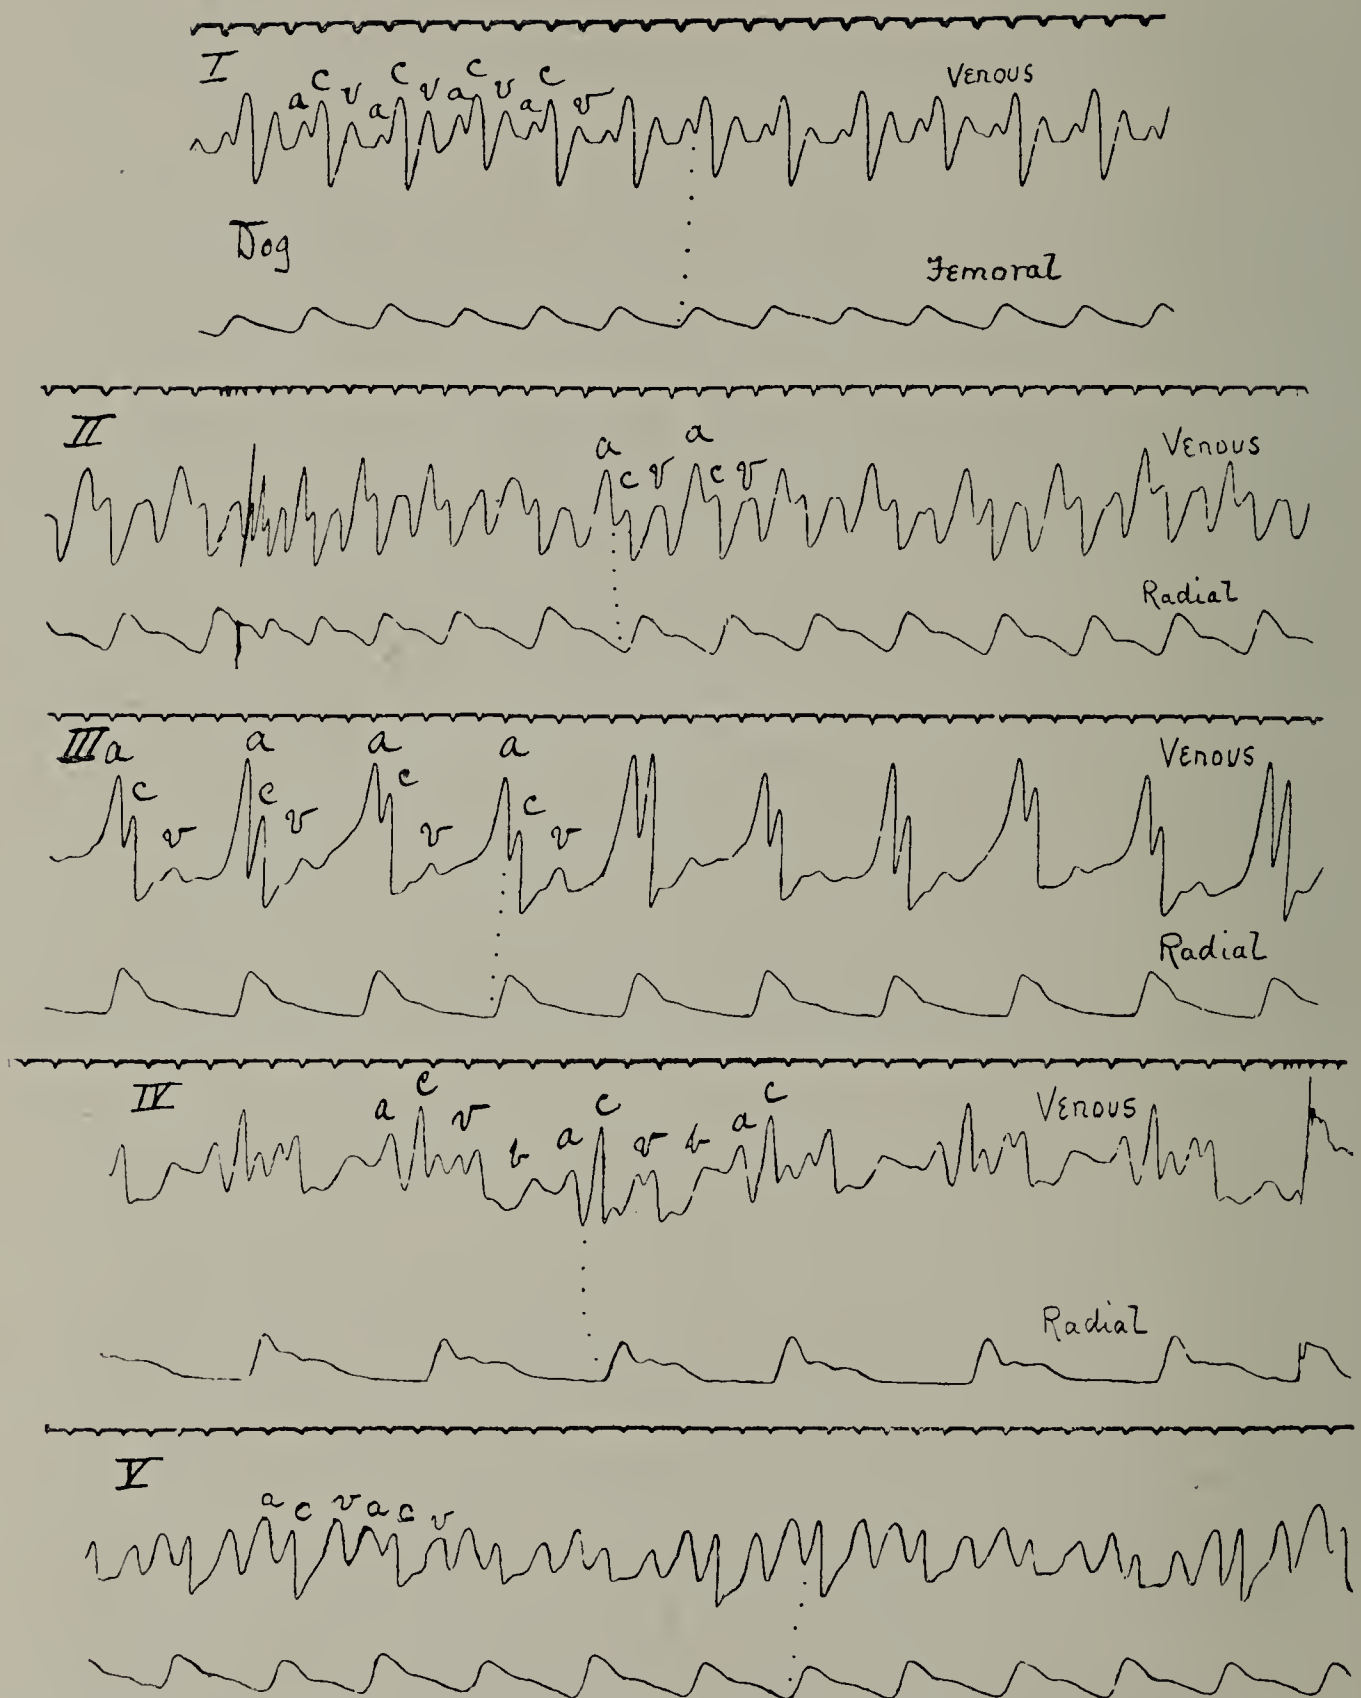 I
a c v a c v a c v a c v
Venous
Dog
Femoral
II
a c v a c v
Venous
Radial
III a c v a c v a c v a c v
Venous
Radial
IV
a c v b a c v b a c
Venous
Radial
V
a c v a c v